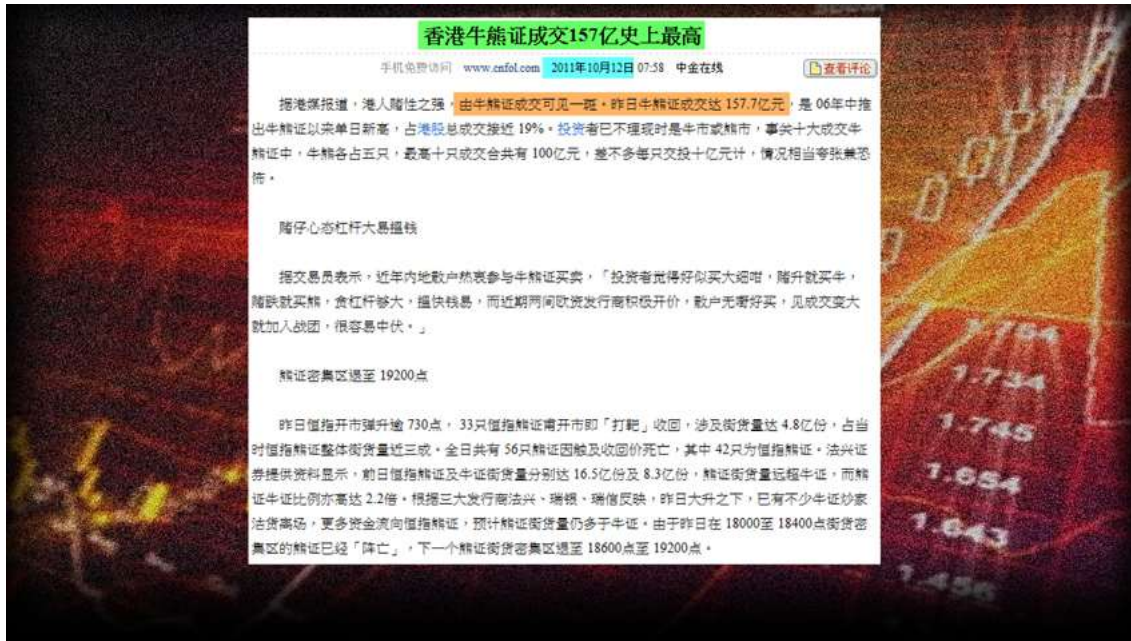 香港牛熊证成交157亿史上最高
手机免费访问 www.cnfol.com 2011年10月12日 07:58 中金在线 查看评论
据港媒报道，港人赌性之强，由牛熊证成交可见一斑。昨日牛熊证成交达 157.7亿元，是 06年中推
出牛熊证以来单日新高，占港股总成交接近 19%。投资者已不理现时是牛市或熊市，事关十大成交牛
熊证中，牛熊各占五只，最高十只成交合共有 100亿元，差不多每只交投十亿元计，情况相当夸张兼恐
怖。
赌仔心态杠杆大易搵钱
据交易员表示，近年内地散户热衷参与牛熊证买卖，「投资者觉得好似买大细咁，赌升就买牛，
赌跌就买熊，贪杠杆够大，搵快钱易，而近期两间欧资发行商积极开价，散户无嘢好买，见成交变大
就加入战团，很容易中伏。」
熊证密集区退至 19200点
昨日恒指开市弹升逾 730点， 33只恒指熊证甫开市即「打靶」收回，涉及街货量达 4.8亿份，占当
时恒指熊证整体街货量近三成。全日共有 56只熊证因触及收回价死亡，其中 42只为恒指熊证。法兴证
券提供资料显示，前日恒指熊证及牛证街货量分别达 16.5亿份及 8.3亿份，熊证街货量远超牛证，而熊
证牛证比例亦高达 2.2倍。根据三大发行商法兴、瑞银、瑞信反映，昨日大升之下，已有不少牛证炒家
沽货离场，更多资金流向恒指熊证，预计熊证街货量仍多于牛证。由于昨日在 18000至 18400点街货密
集区的熊证已经「阵亡」，下一个熊证街货密集区退至 18600点至 19200点。
1.734
1.745
1.654
1.643
1.456